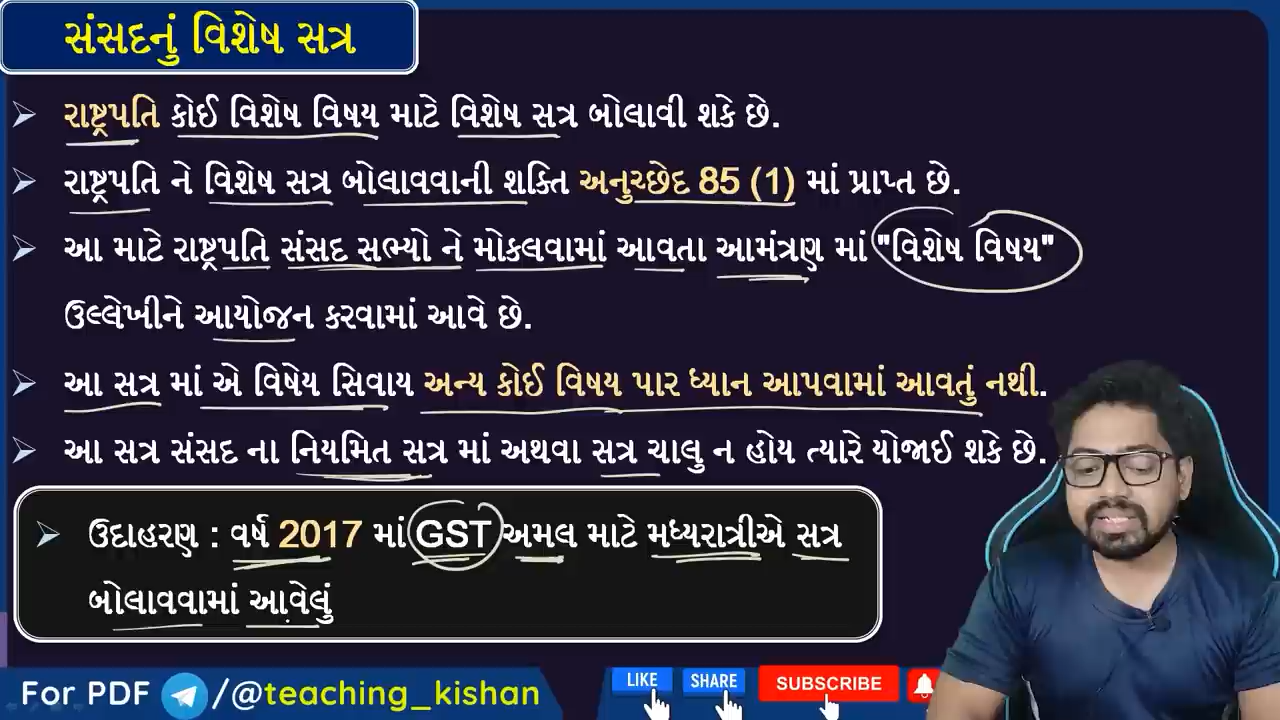 સંસદનું વિશેષ સત્ર
રાષ્ટ્રપતિ કોઈ વિશેષ વિષય માટે વિશેષ સત્ર બોલાવી શકે છે.
રાષ્ટ્રપતિ ને વિશેષ સત્ર બોલાવવાની શક્તિ અનુચ્છેદ 85 (1) માં પ્રાપ્ત છે.
આ માટે રાષ્ટ્રપતિ સંસદ સભ્યો ને મોકલવામાં આવતા આમંત્રણ માં "વિશેષ વિષય"
ઉલ્લેખીને આયોજન કરવામાં આવે છે.
આ સત્ર માં એ વિષેય સિવાય અન્ય કોઈ વિષય પાર ધ્યાન આપવામાં આવતું નથી.
આ સત્ર સંસદ ના નિયમિત સત્ર માં અથવા સત્ર ચાલુ ન હોય ત્યારે યોજાઈ શકે છે.
ઉદાહરણ : વર્ષ 2017 માં GST અમલ માટે મધ્યરાત્રીએ સત્ર
બોલાવવામાં આવેલું
For PDF /@teaching_kishan
LIKE SHARE SUBSCRIBE